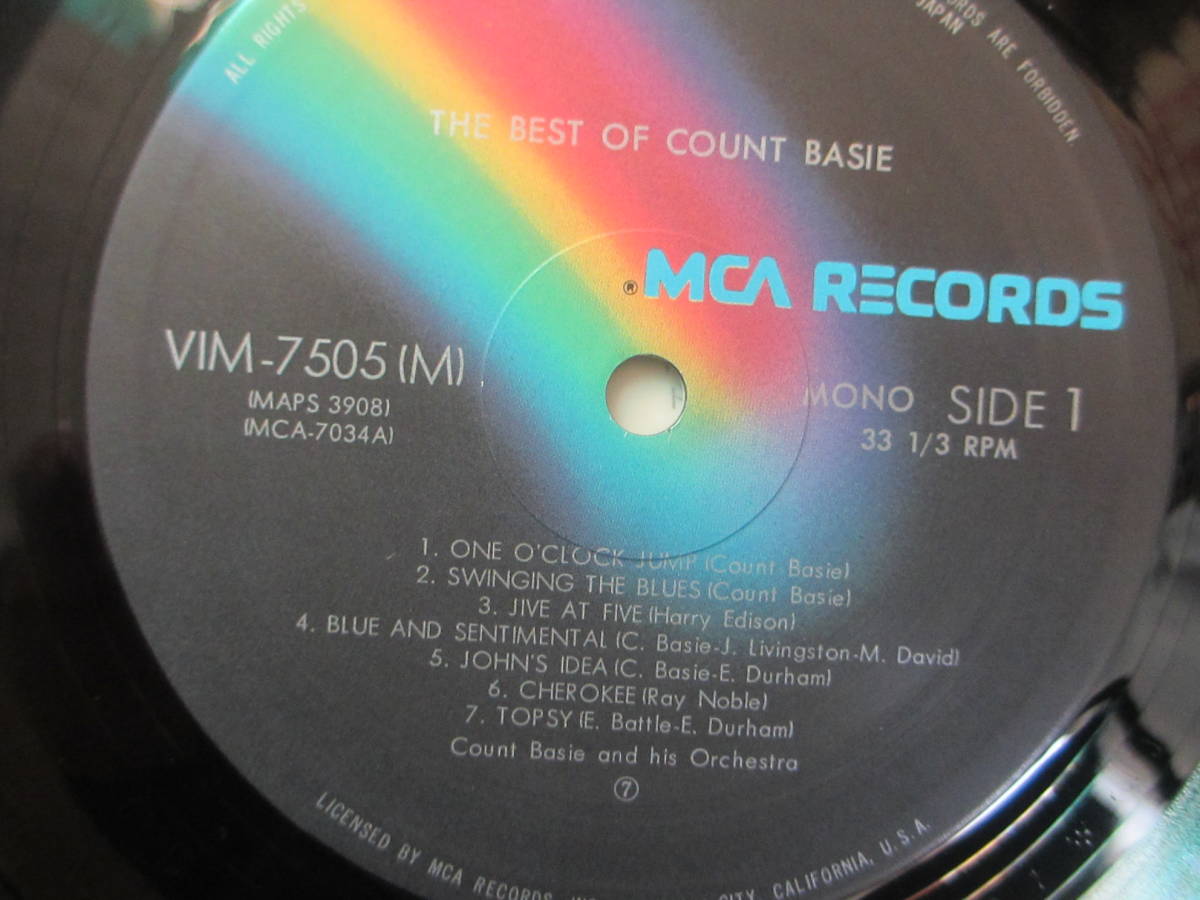 ALL RIGHTS
RECORDS ARE FORBIDDEN
JAPAN
THE BEST OF COUNT BASIE
® MCA RECORDS
VIM-7505 (M)
(MAPS 3908)
(MCA-7034A)
MONO SIDE 1
33 1/3 RPM
1. ONE O'CLOCK JUMP (Count Basie)
2. SWINGING THE BLUES (Count Basie)
3. JIVE AT FIVE (Harry Edison)
4. BLUE AND SENTIMENTAL (C. Basie-J. Livingston-M. David)
5. JOHN'S IDEA (C. Basie-E. Durham)
6. CHEROKEE (Ray Noble)
7. TOPSY (E. Battle-E. Durham)
Count Basie and his Orchestra
⑦
LICENSED BY MCA RECORDS, CITY, CALIFORNIA, U.S.A.